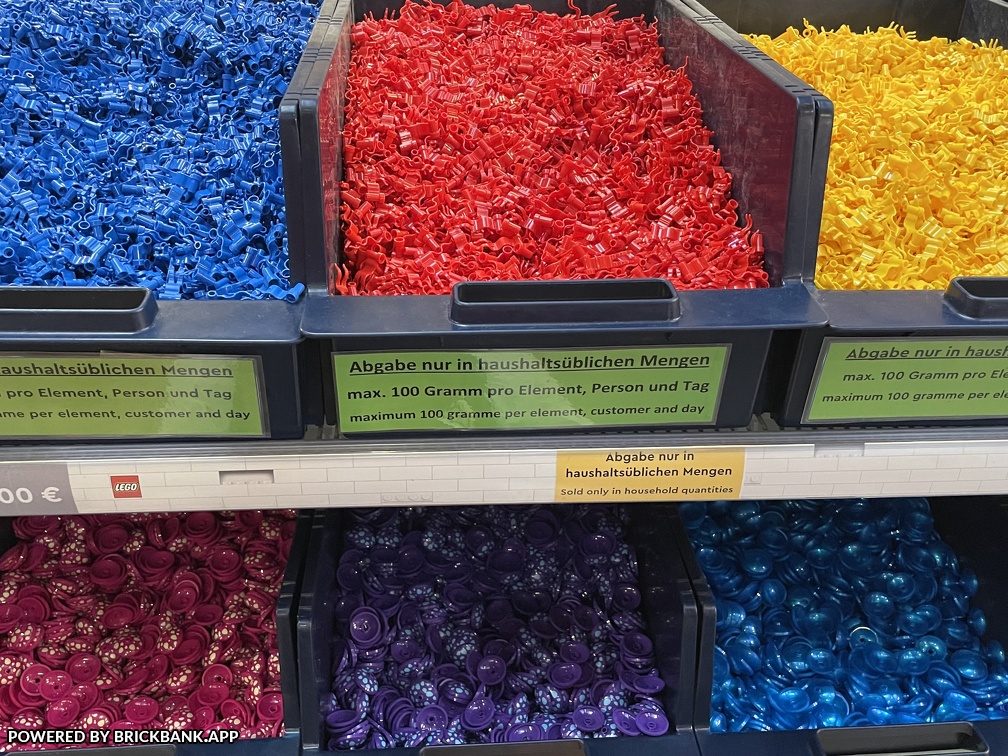 haushaltsüblichen Mengen
pro Element, Person und Tag
me per element, customer and day
Abgabe nur in haushaltsüblichen Mengen
max. 100 Gramm pro Element, Person und Tag
maximum 100 gramme per element, customer and day
Abgabe nur in haush
max. 100 Gramm pro Ele
maximum 100 gramme per elem
00 €
LEGO
Abgabe nur in
haushaltsüblichen Mengen
Sold only in household quantities
POWERED BY BRICKBANK.APP